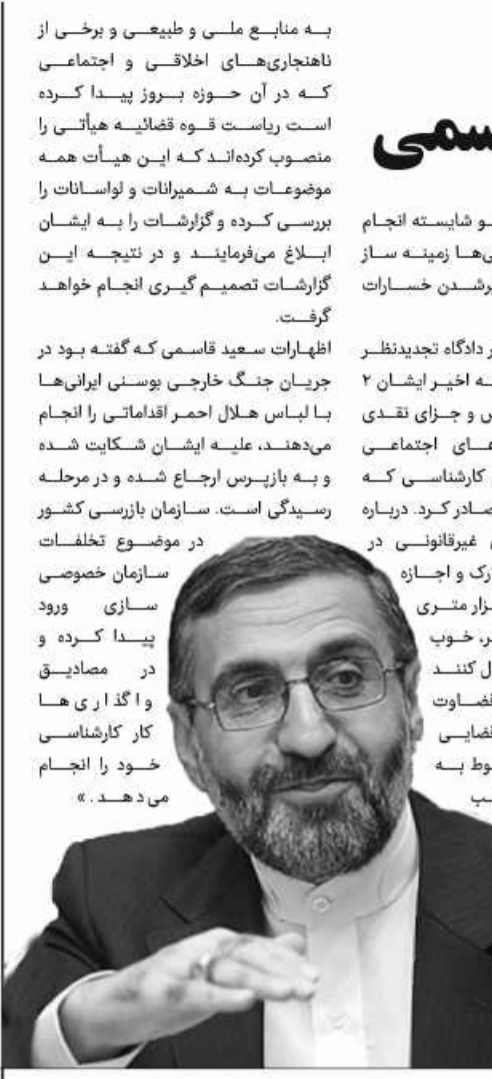 سمی
و شایسته انجام
ی‌ها زمینه ساز
رشدن خسارات
ر دادگاه تجدیدنظر
ه اخیر ایشان ۲
س و جزای نقدی
های اجتماعی
کارشناسی که
صادر کرد. درباره
غیرقانونی در
رک و اجازه
زار متری
ر، خوب
ل کنند
ضاوت
قضایی
وط به
ب
به منابع ملی و طبیعی و برخی از
ناهنجاری‌های اخلاقی و اجتماعی
که در آن حوزه بروز پیدا کرده
است ریاست قوه قضائیه هیأتی را
منصوب کرده‌اند که این هیأت همه
موضوعات به شمیرانات و لواسانات را
بررسی کرده و گزارشات را به ایشان
ابلاغ می‌فرمایند و در نتیجه این
گزارشات تصمیم گیری انجام خواهد
گرفت.
اظهارات سعید قاسمی که گفته بود در
جریان جنگ خارجی بوسنی ایرانی‌ها
با لباس هلال احمر اقداماتی را انجام
می‌دهند، علیه ایشان شکایت شده
و به بازپرس ارجاع شده و در مرحله
رسیدگی است. سازمان بازرسی کشور
در موضوع تخلفات
سازمان خصوصی
سازی ورود
پیدا کرده و
در مصادیق
واگذاری‌ها
کار کارشناسی
خود را انجام
می‌دهد.»